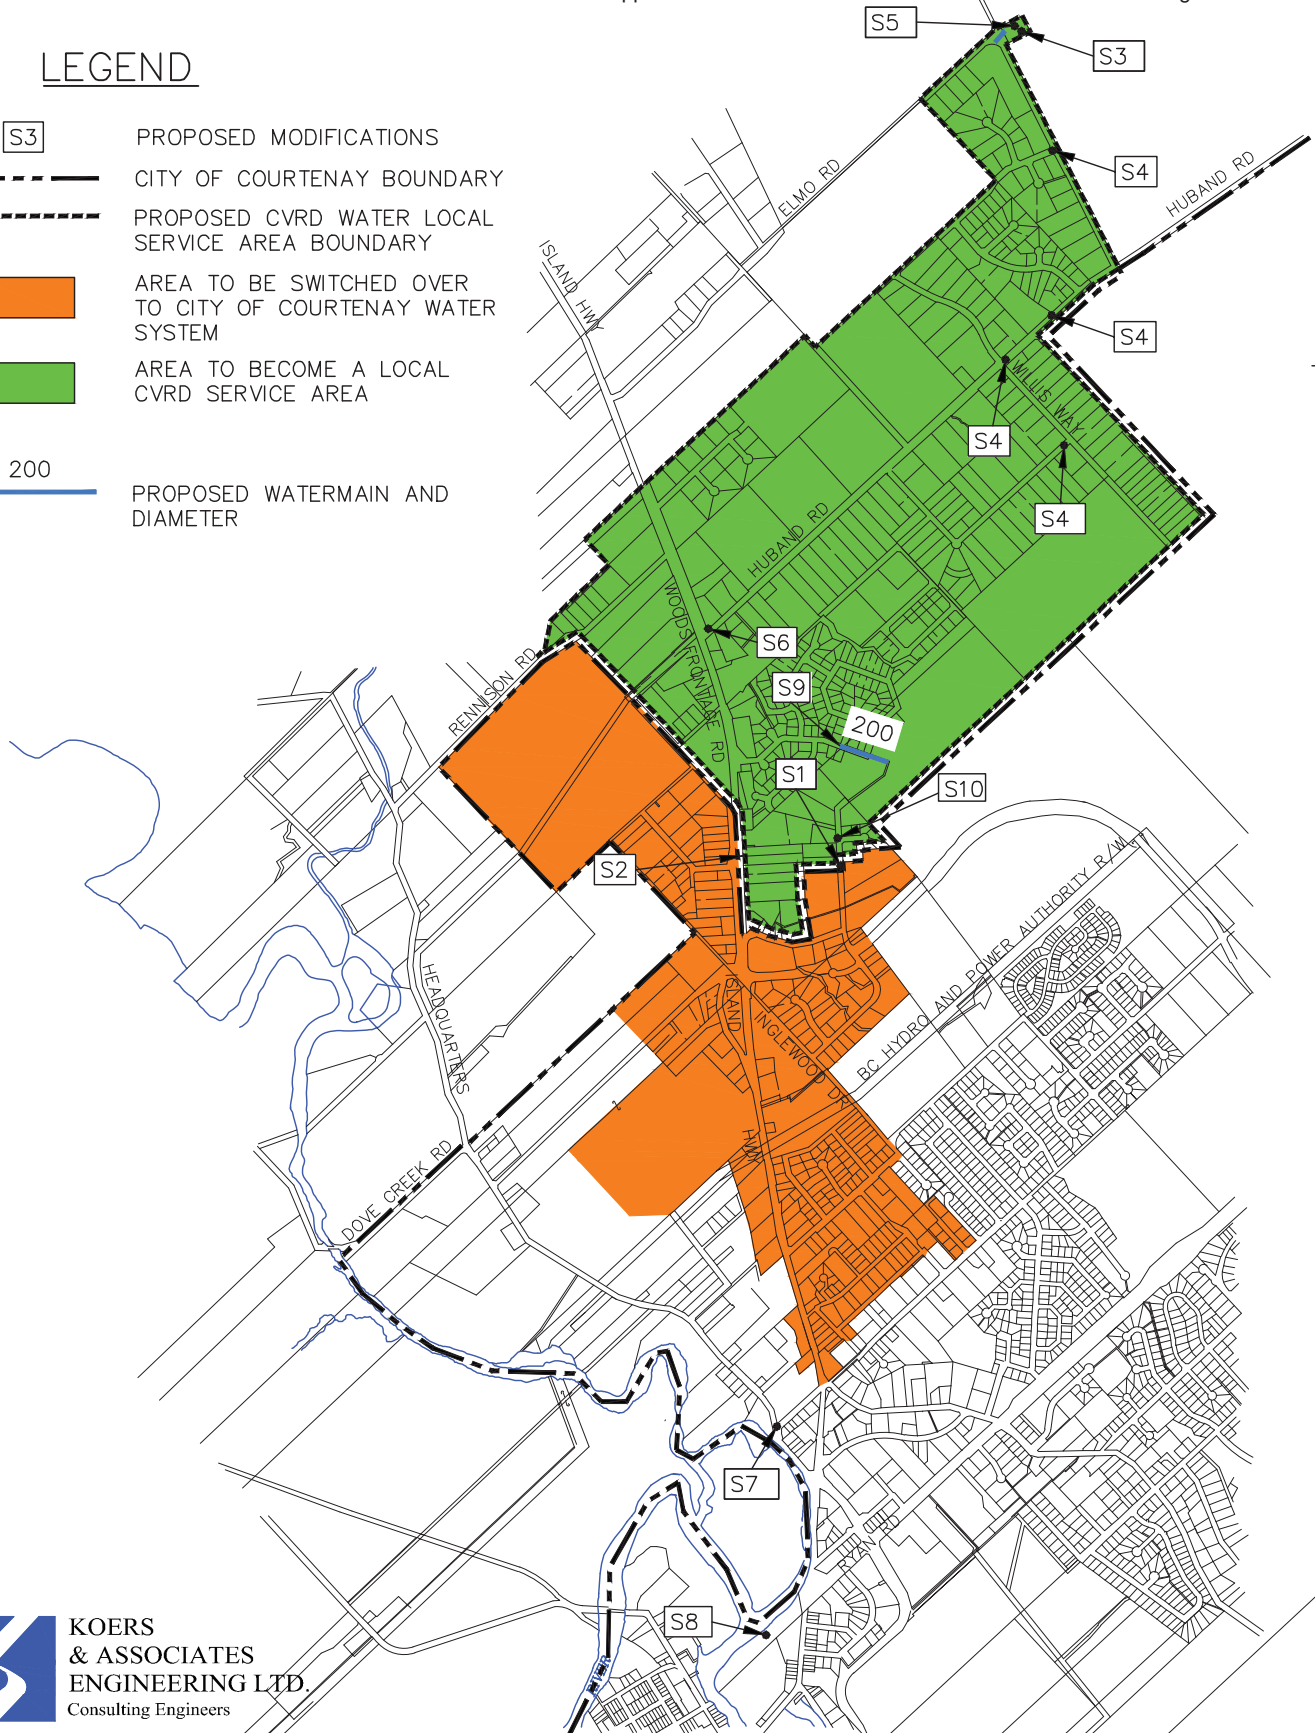 LEGEND
S3
PROPOSED MODIFICATIONS
CITY OF COURTENAY BOUNDARY
PROPOSED CVRD WATER LOCAL
SERVICE AREA BOUNDARY
AREA TO BE SWITCHED OVER
TO CITY OF COURTENAY WATER
SYSTEM
AREA TO BECOME A LOCAL
CVRD SERVICE AREA
200
PROPOSED WATERMAIN AND
DIAMETER
S5
S3
S4
HUBAND RD
ELMO RD
ISLAND HWY
S4
WILLIS WAY
S4
S4
HUBAND RD
WOODS FRONTAGE RD
S6
RENNISON RD
S9
200
S1
S10
S2
BC HYDRO AND POWER AUTHORITY R/W
HEADQUARTERS
ISLAND
INGLEWOOD DR
HWY
DOVE CREEK RD
S7
RYAN RD
S8
RIVER
KOERS
& ASSOCIATES
ENGINEERING LTD.
Consulting Engineers